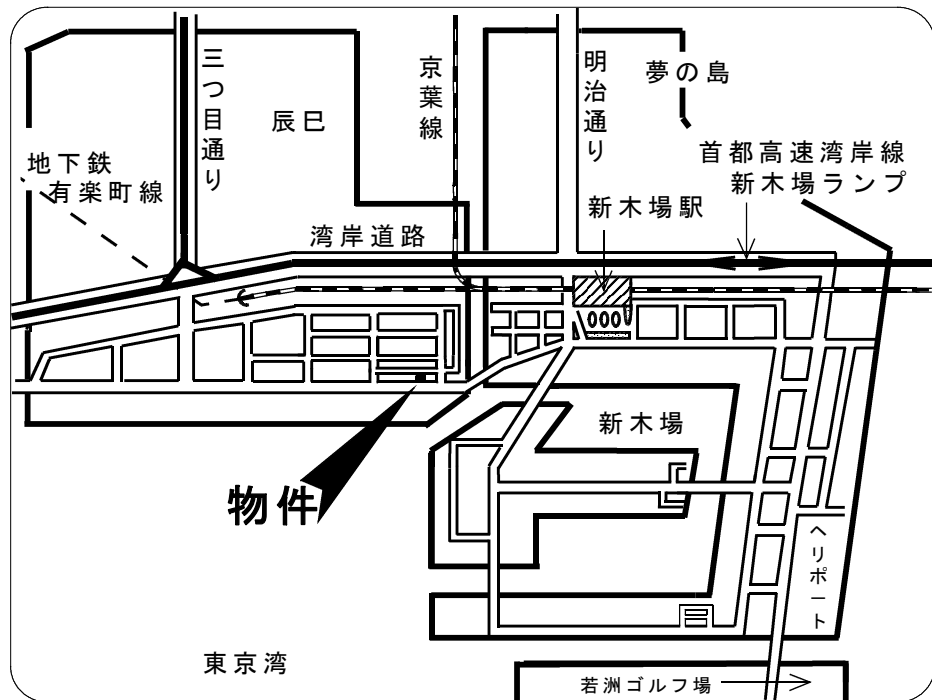 三つ目通り
京葉線
明治通り
夢の島
辰巳
首都高速湾岸線
新木場ランプ
地下鉄
有楽町線
新木場駅
湾岸道路
新木場
物件
ヘリポート
東京湾
若洲ゴルフ場